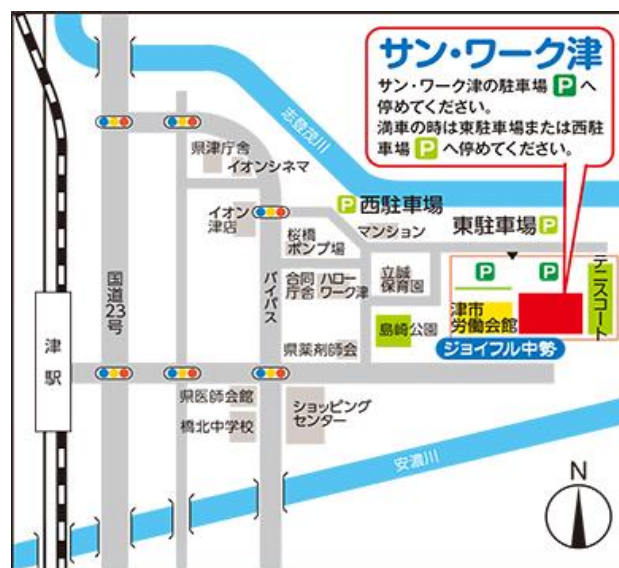 サン・ワーク津
サン・ワーク津の駐車場 P へ
停めてください。
満車の時は東駐車場または西駐
車場 P へ停めてください。
志登茂川
県津庁舎
イオンシネマ
イオン
津店
P 西駐車場
東駐車場 P
桜橋
ポンプ場
マンション
国道23号
バイパス
合同
庁舎
ハロー
ワーク津
立誠
保育園
P
P
テニスコート
津市
労働会館
島崎公園
ジョイフル中勢
津駅
県薬剤師会
県医師会館
橋北中学校
ショッピング
センター
安濃川
N